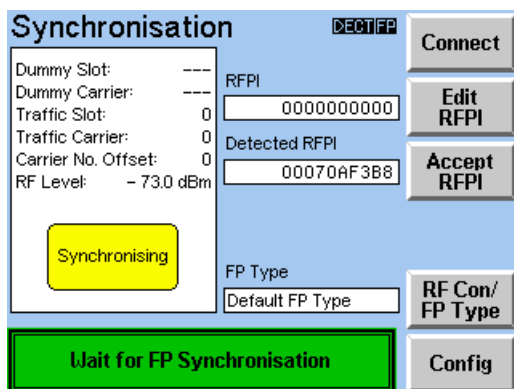 Synchronisation
DECT FP
Dummy Slot: ---
Dummy Carrier: ---
Traffic Slot: 0
Traffic Carrier: 0
Carrier No. Offset: 0
RF Level: - 73.0 dBm
Synchronising
RFPI
0000000000
Detected RFPI
00070AF3B8
FP Type
Default FP Type
Wait for FP Synchronisation
Connect
Edit
RFPI
Accept
RFPI
RF Con/
FP Type
Config